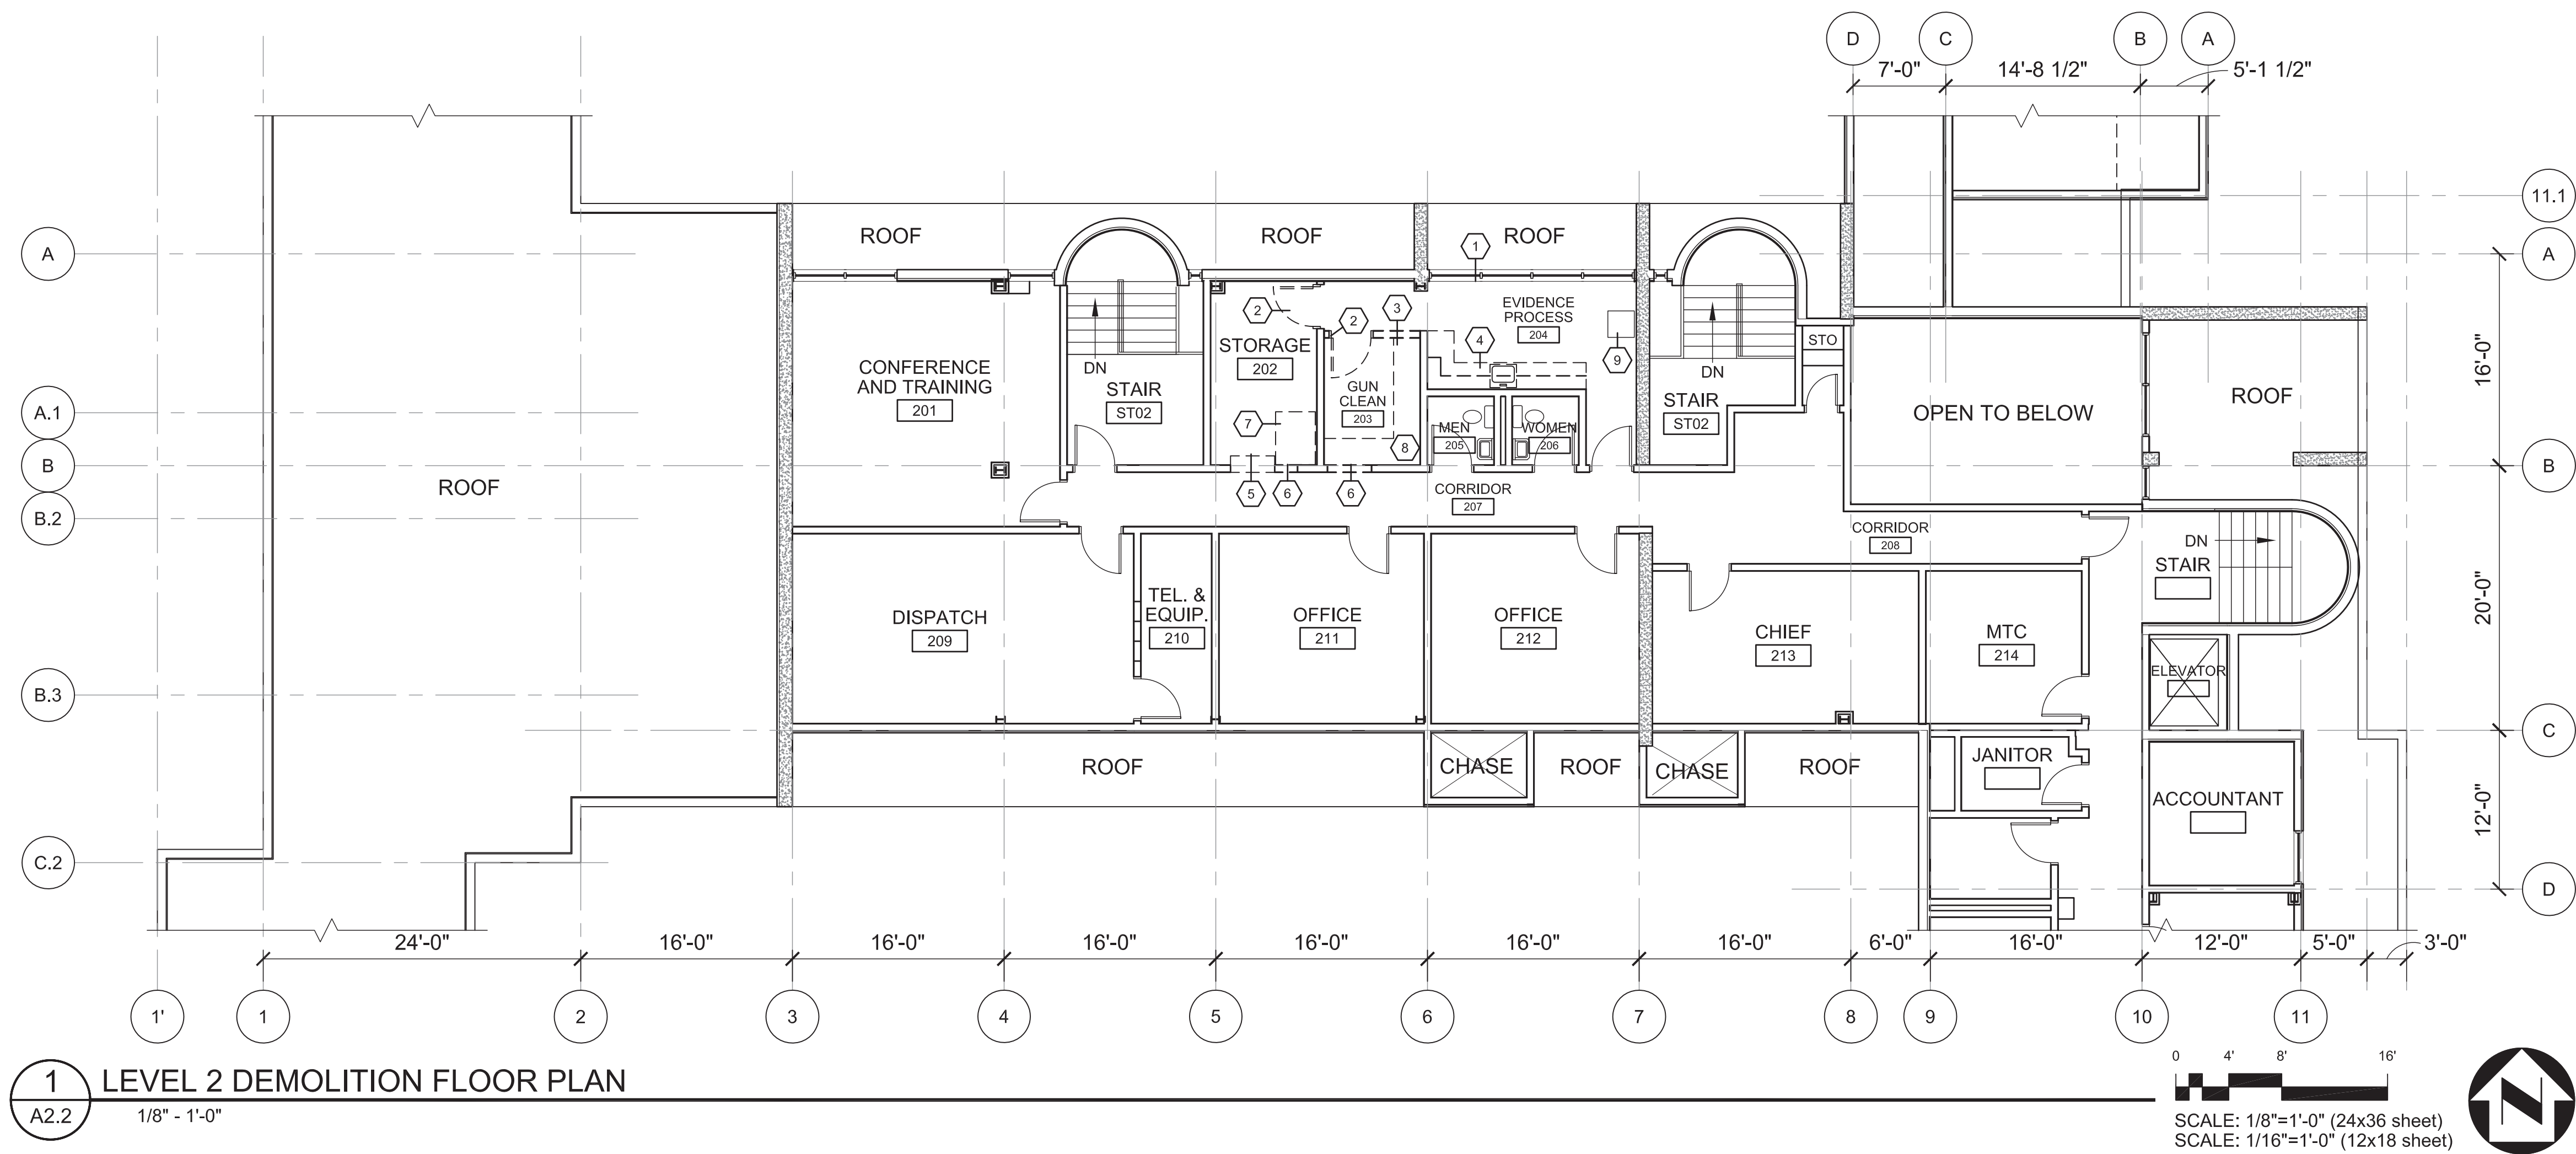 D C B A
7'-0" 14'-8 1/2" 5'-1 1/2"
11.1
A
ROOF ROOF ROOF
1
A
16'-0"
2 2 3
EVIDENCE
PROCESS
204
4 9
STORAGE
202
STO
CONFERENCE
AND TRAINING
201
DN
STAIR
ST02
GUN
CLEAN
203
DN
STAIR
ST02
OPEN TO BELOW
ROOF
A.1
7
8
MEN
205
WOMEN
206
B
B
ROOF
5 6 6
CORRIDOR
207
B.2
CORRIDOR
208
DN
STAIR
20'-0"
DISPATCH
209
TEL. &
EQUIP.
210
OFFICE
211
OFFICE
212
CHIEF
213
MTC
214
ELEVATOR
B.3
C
ROOF CHASE ROOF CHASE ROOF
JANITOR
ACCOUNTANT
12'-0"
C.2
D
24'-0" 16'-0" 16'-0" 16'-0" 16'-0" 16'-0" 16'-0" 6'-0" 16'-0" 12'-0" 5'-0" 3'-0"
1' 1 2 3 4 5 6 7 8 9 10 11
1
A2.2
LEVEL 2 DEMOLITION FLOOR PLAN
1/8" - 1'-0"
0 4' 8' 16'
SCALE: 1/8"=1'-0" (24x36 sheet)
SCALE: 1/16"=1'-0" (12x18 sheet)
N